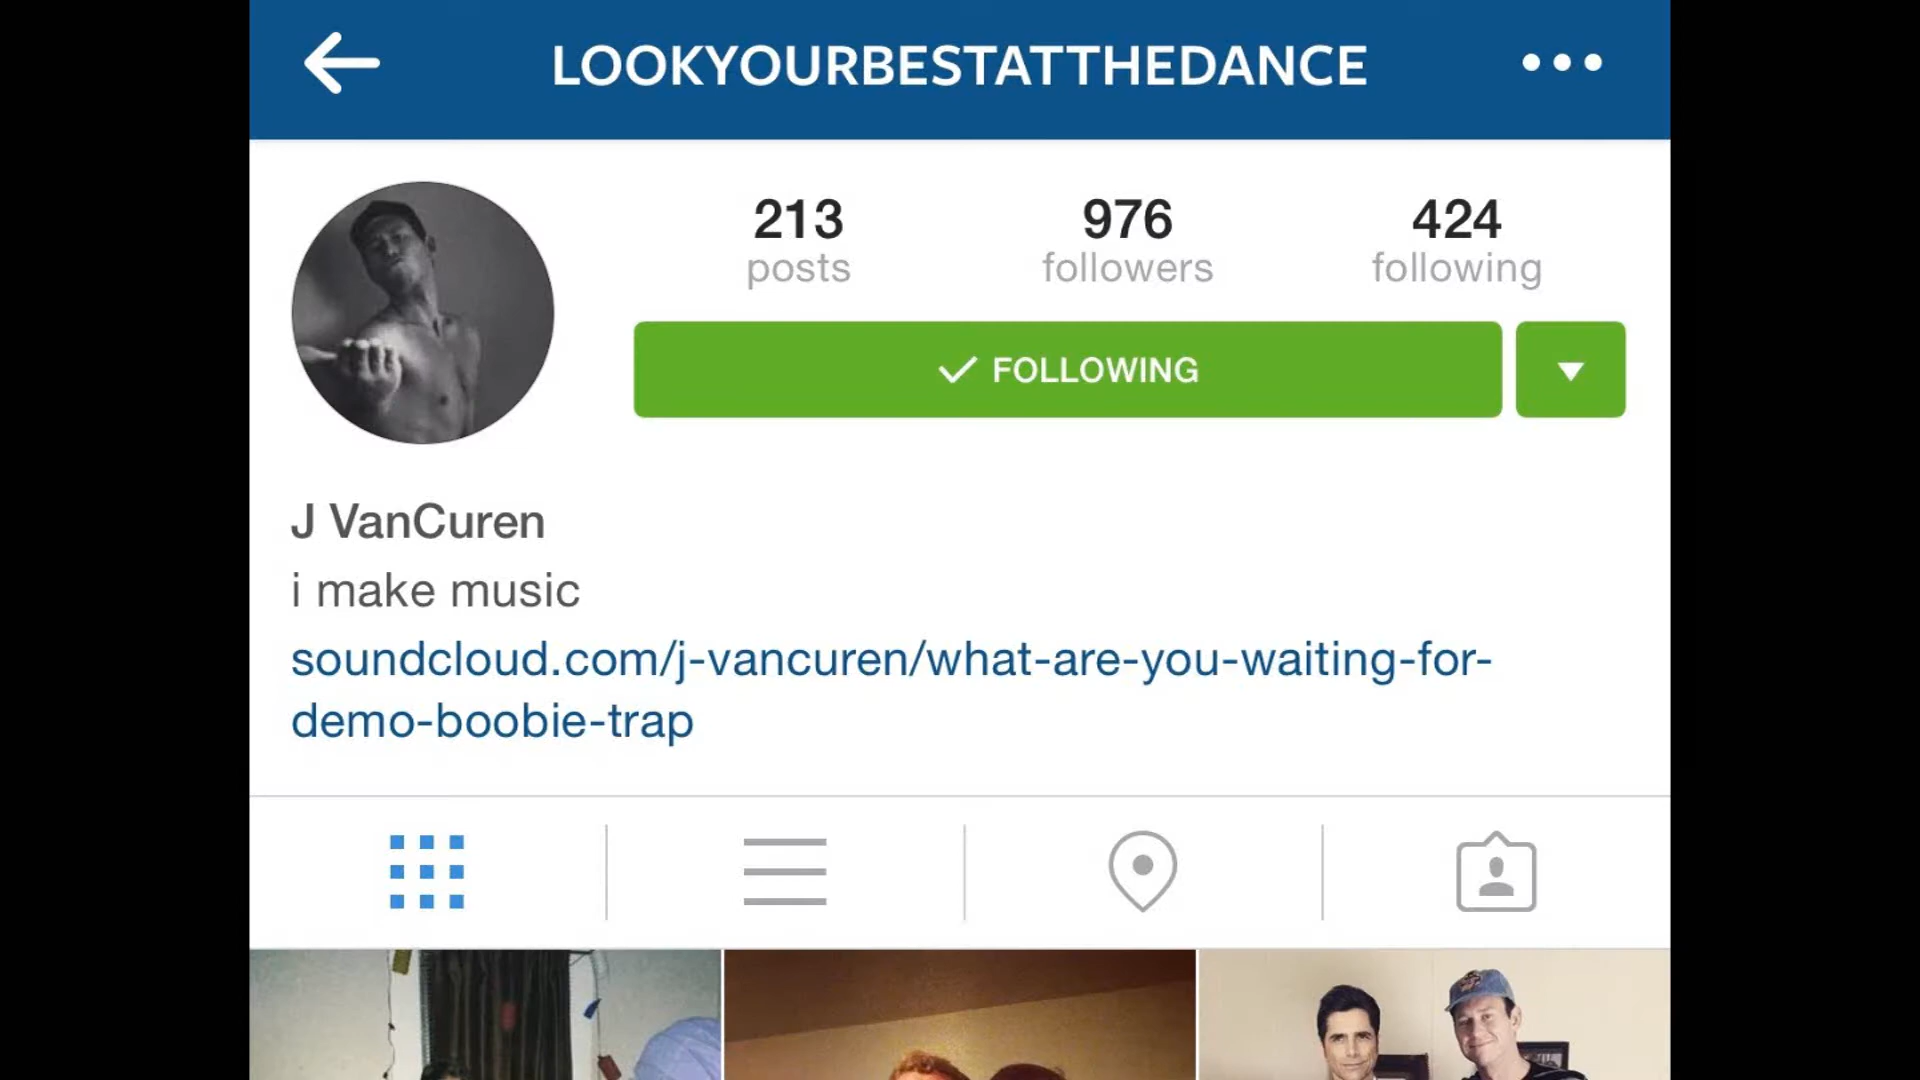 LOOKYOURBESTATTHEDANCE
213 976 424
posts followers following
FOLLOWING
J VanCuren
i make music
soundcloud.com/j-vancuren/what-are-you-waiting-for-
demo-boobie-trap